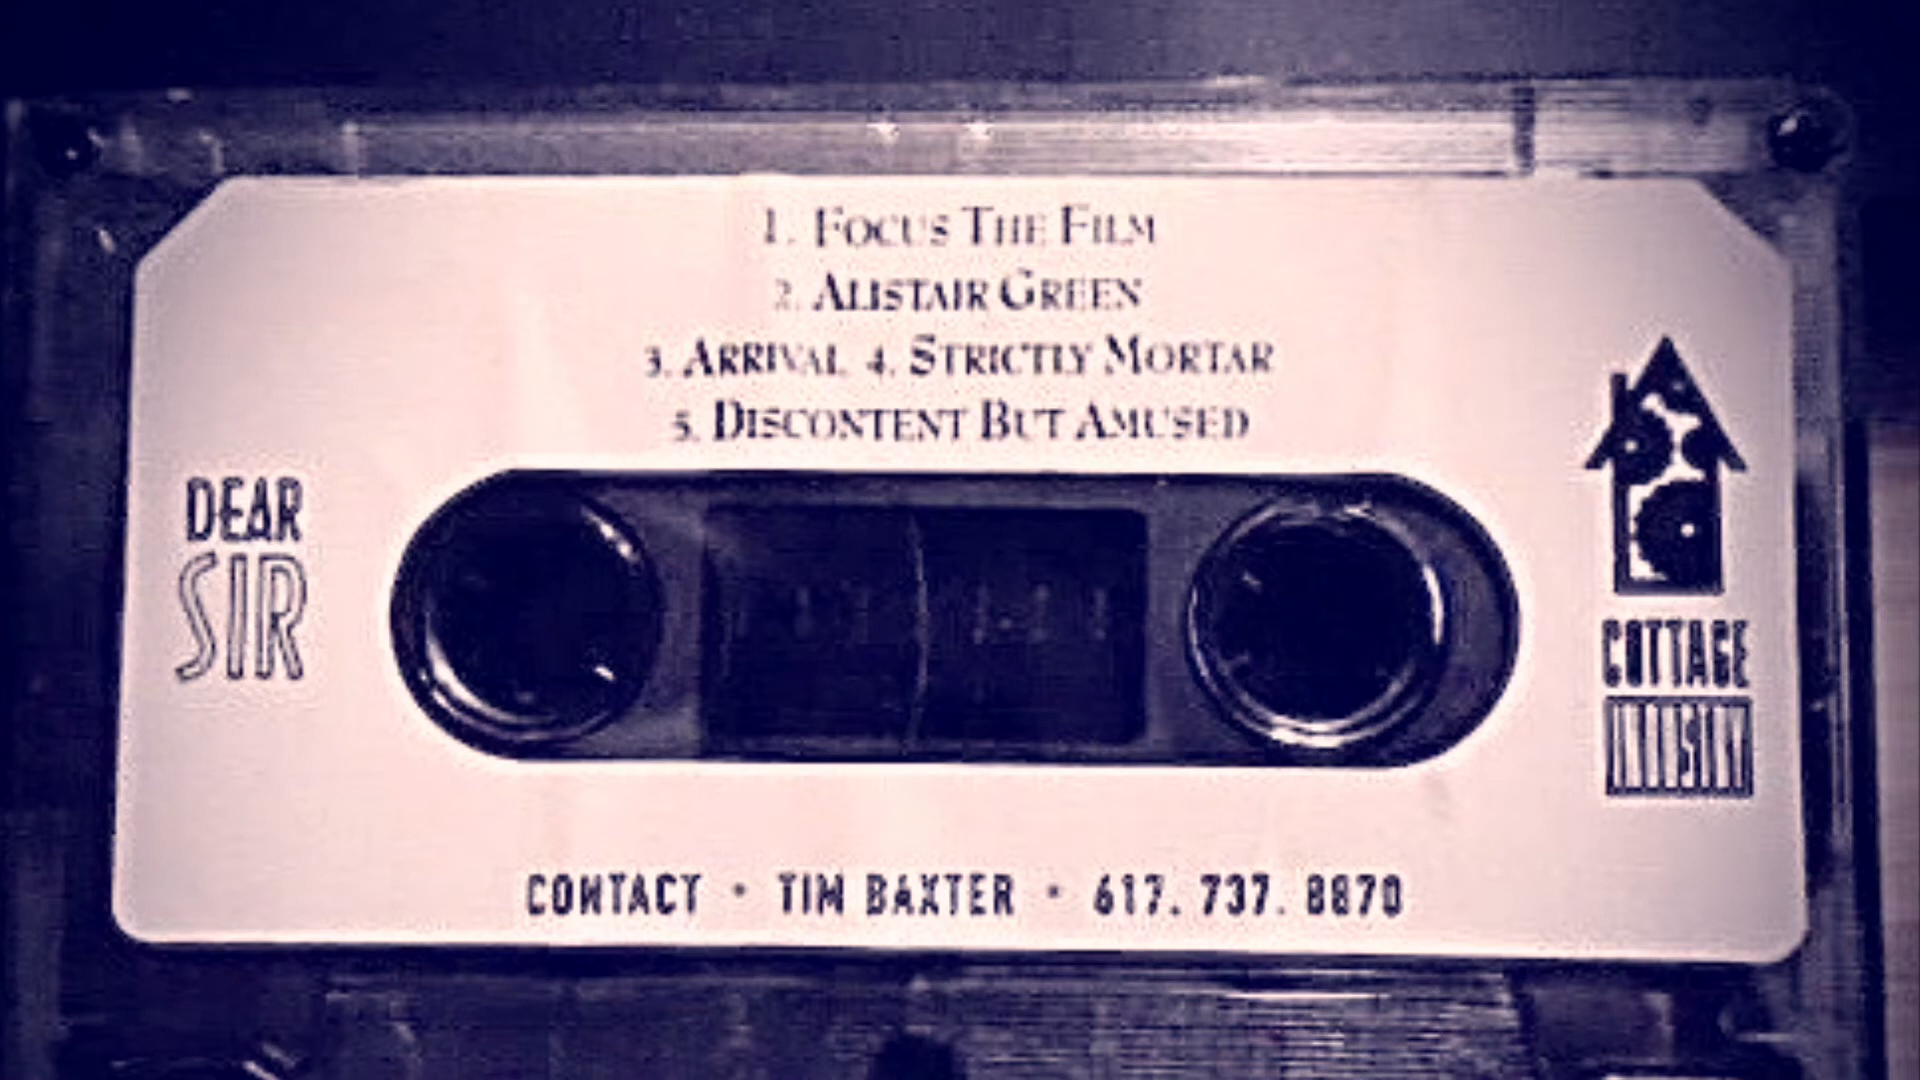 1. FOCUS THE FILM
2. ALISTAIR GREEN
3. ARRIVAL 4. STRICTLY MORTAR
5. DISCONTENT BUT AMUSED
DEAR
SIR
COTTAGE
CONTACT • TIM BAXTER • 617. 737. 8870